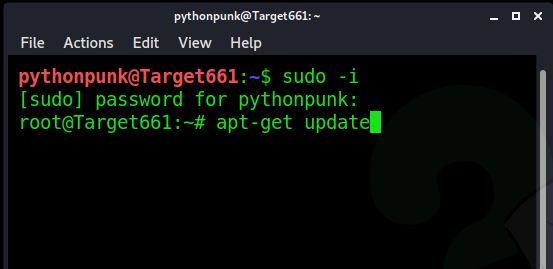 pythonpunk@Target661: ~
File Actions Edit View Help
pythonpunk@Target661:~$ sudo -i
[sudo] password for pythonpunk:
root@Target661:~# apt-get update